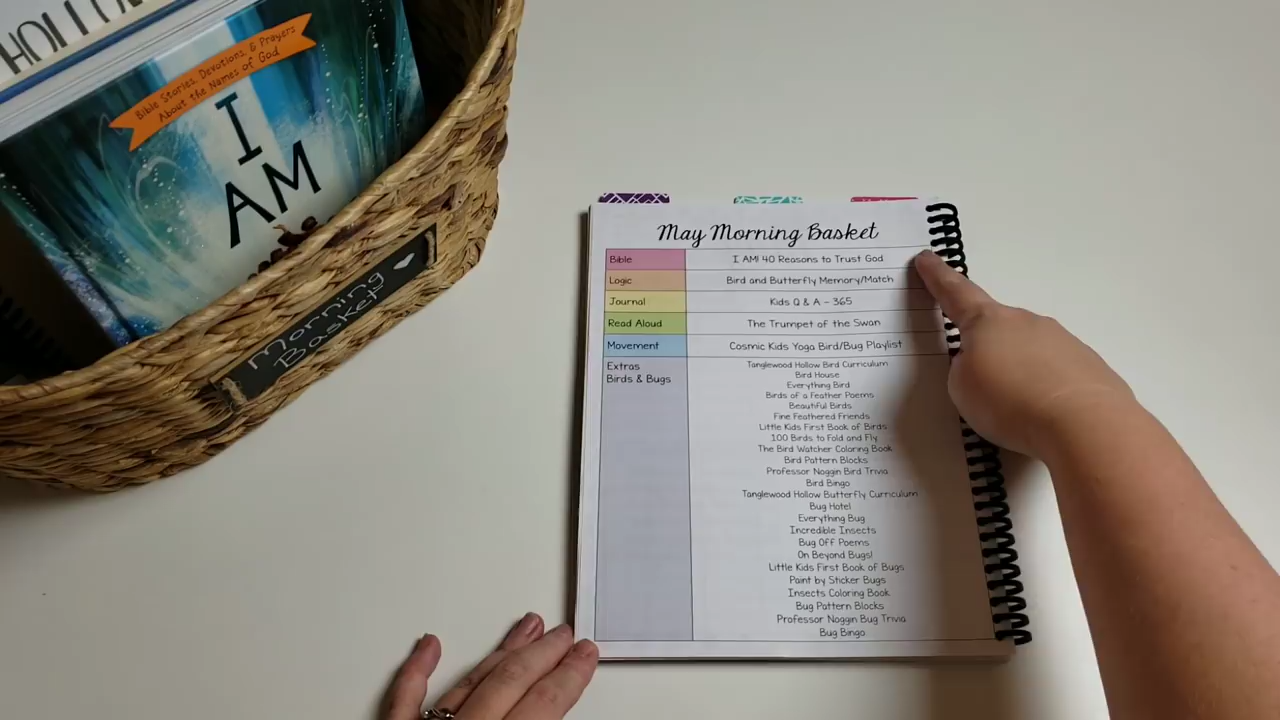 HOLLOW
Bible Stories, Devotions, & Prayers
About the Names of God
I
AM
Morning
Basket
May Morning Basket
Bible I AM! 40 Reasons to Trust God
Logic Bird and Butterfly Memory/Match
Journal Kids Q & A – 365
Read Aloud The Trumpet of the Swan
Movement Cosmic Kids Yoga Bird/Bug Playlist
Extras
Birds & Bugs
Tanglewood Hollow Bird Curriculum
Bird House
Everything Bird
Birds of a Feather Poems
Beautiful Birds
Fine Feathered Friends
Little Kids First Book of Birds
100 Birds to Fold and Fly
The Bird Watcher Coloring Book
Bird Pattern Blocks
Professor Noggin Bird Trivia
Bird Bingo
Tanglewood Hollow Butterfly Curriculum
Bug Hotel
Everything Bug
Incredible Insects
Bug Off Poems
On Beyond Bugs!
Little Kids First Book of Bugs
Paint by Sticker Bugs
Insects Coloring Book
Bug Pattern Blocks
Professor Noggin Bug Trivia
Bug Bingo